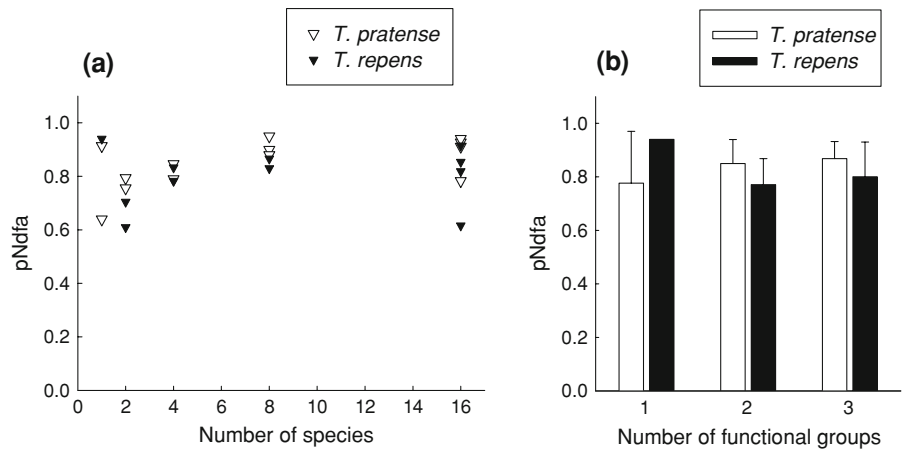 (a)
▽ T. pratense
▼ T. repens
pNdfa
1.0
0.8
0.6
0.4
0.2
0.0
0 2 4 6 8 10 12 14 16
Number of species
(b)
T. pratense
T. repens
pNdfa
1.0
0.8
0.6
0.4
0.2
0.0
1 2 3
Number of functional groups